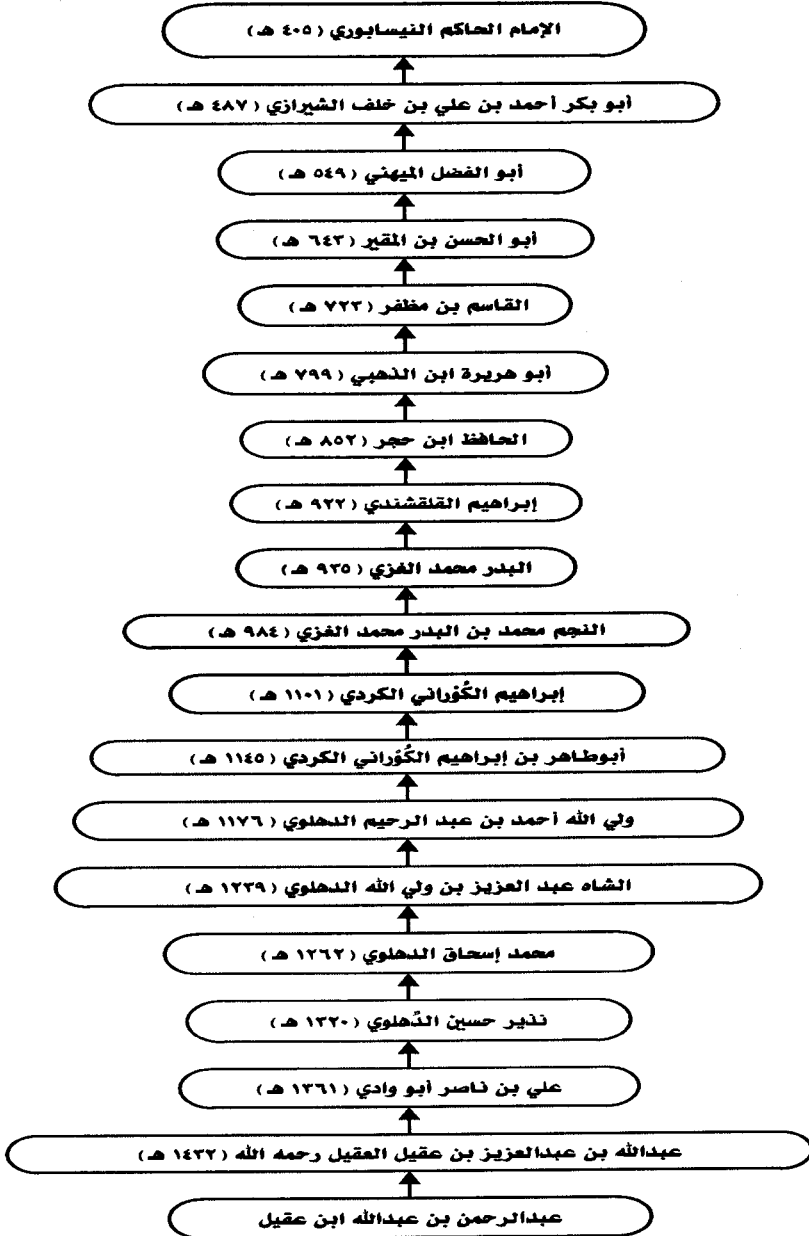 الإمام الحاكم النيسابوري (٤٠٥ هـ)
أبو بكر أحمد بن علي بن خلف الشيرازي (٤٨٧ هـ)
أبو الفضل الميهني (٥٤٩ هـ)
أبو الحسن بن المقير (٦٤٣ هـ)
القاسم بن مظفر (٧٢٣ هـ)
أبو هريرة ابن الذهبي (٧٩٩ هـ)
الحافظ ابن حجر (٨٥٢ هـ)
إبراهيم القلقشندي (٩٢٢ هـ)
البدر محمد الغزي (٩٣٥ هـ)
النجم محمد بن البدر محمد الغزي (٩٨٤ هـ)
إبراهيم الكُوْراني الكردي (١١٠١ هـ)
أبوطاهر بن إبراهيم الكُوْراني الكردي (١١٤٥ هـ)
ولي الله أحمد بن عبد الرحيم الدهلوي (١١٧٦ هـ)
الشاه عبد العزيز بن ولي الله الدهلوي (١٢٣٩ هـ)
محمد إسحاق الدهلوي (١٢٦٢ هـ)
نذير حسين الدَّهلوي (١٣٢٠ هـ)
علي بن ناصر أبو وادي (١٣٦١ هـ)
عبدالله بن عبدالعزيز بن عقيل العقيل رحمه الله (١٤٣٢ هـ)
عبدالرحمن بن عبدالله ابن عقيل